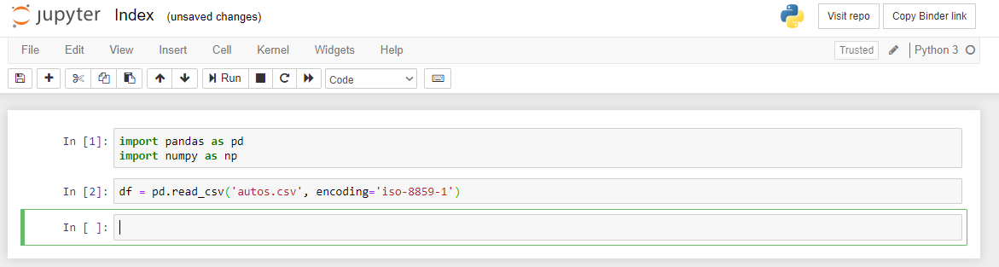 jupyter Index (unsaved changes) Visit repo Copy Binder link
File Edit View Insert Cell Kernel Widgets Help Trusted Python 3
Run Code
In [1]: import pandas as pd
import numpy as np
In [2]: df = pd.read_csv('autos.csv', encoding='iso-8859-1')
In [ ]: